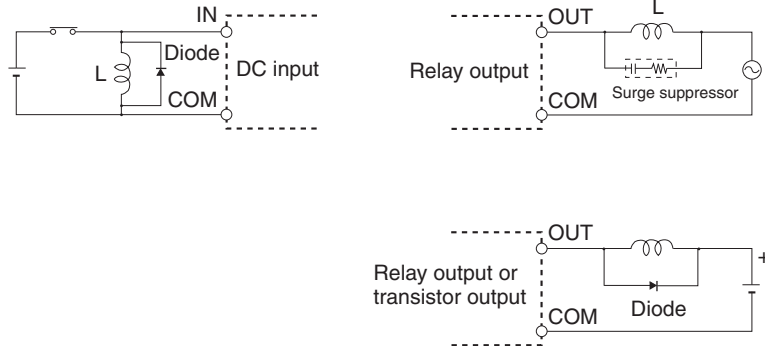 IN
Diode
L
DC input
COM
OUT
L
Relay output
Surge suppressor
COM
OUT
+
Relay output or
transistor output
Diode
COM